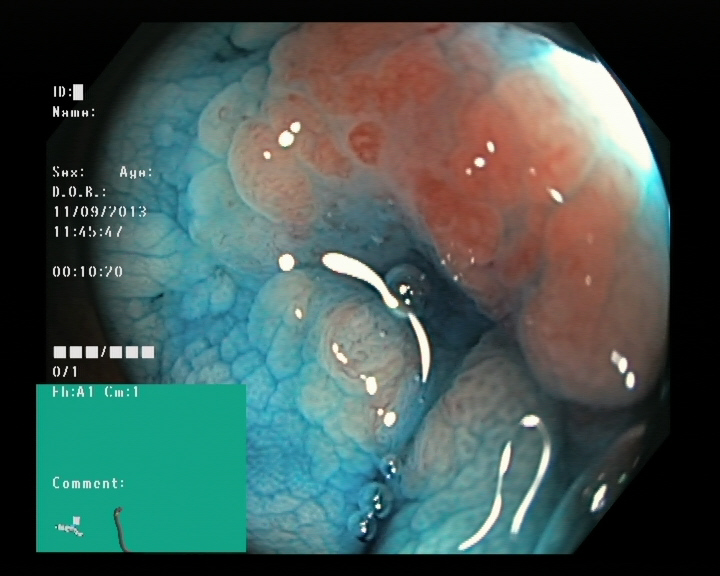 ID:
Name:
Sex: Age:
D.O.B.:
11/09/2013
11:45:47
00:10:20
■■■/■■■
0/1
Eh:A1 Cm:1
Comment: